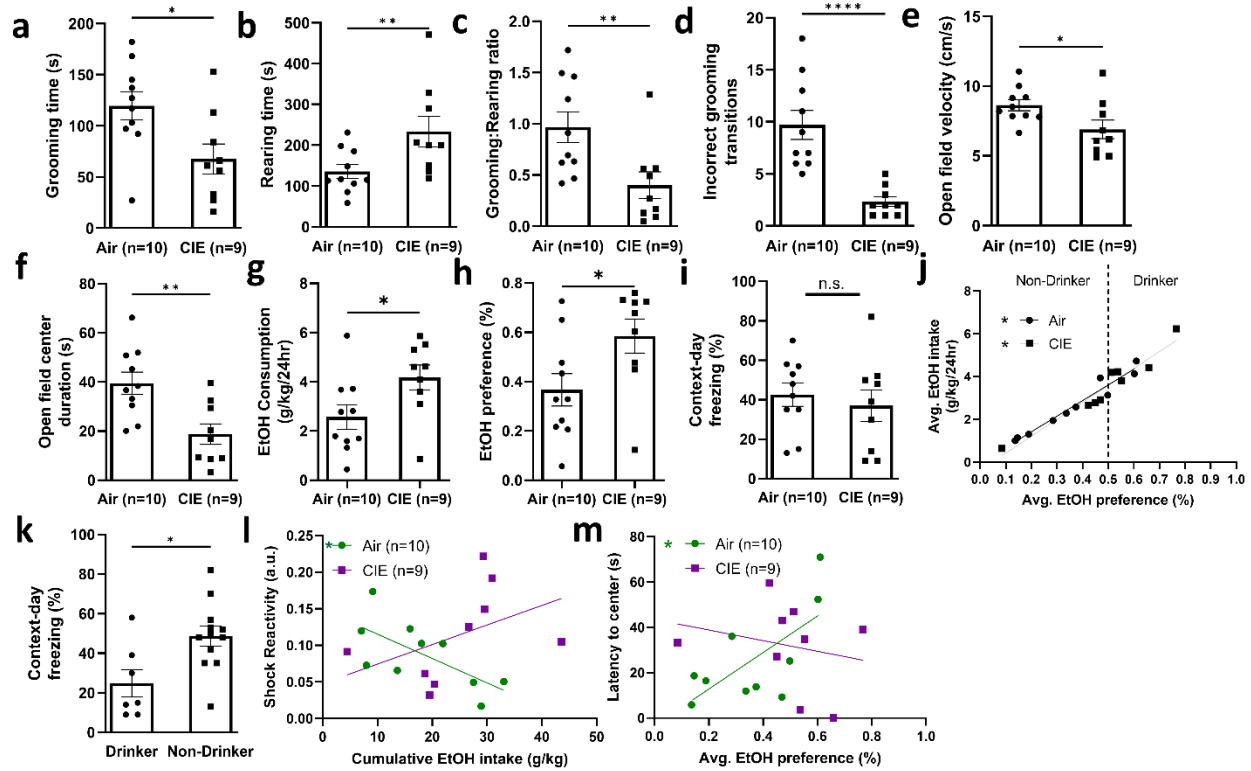 a
Grooming time (s)
200
150
100
50
0
*
Air (n=10) CIE (n=9)
b
Rearing time (s)
500
400
300
200
100
0
**
Air (n=10) CIE (n=9)
c
Grooming:Rearing ratio
2.0
1.5
1.0
0.5
0.0
**
Air (n=10) CIE (n=9)
d
Incorrect grooming
transitions
20
15
10
5
0
****
Air (n=10) CIE (n=9)
e
Open field velocity (cm/s)
15
10
5
0
*
Air (n=10) CIE (n=9)
f
Open field center
duration (s)
80
60
40
20
0
**
Air (n=10) CIE (n=9)
g
EtOH Consumption
(g/kg/24hr)
8
6
4
2
0
*
Air (n=10) CIE (n=9)
h
EtOH preference (%)
0.8
0.6
0.4
0.2
0.0
*
Air (n=10) CIE (n=9)
i
Context-day
freezing (%)
100
80
60
40
20
0
n.s.
Air (n=10) CIE (n=9)
j
Non-Drinker Drinker
* Air
* CIE
Avg. EtOH intake
(g/kg/24hr)
8
6
4
2
0
0.0 0.1 0.2 0.3 0.4 0.5 0.6 0.7 0.8 0.9 1.0
Avg. EtOH preference (%)
k
Context-day
freezing (%)
100
80
60
40
20
0
*
Drinker Non-Drinker
l
Shock Reactivity (a.u.)
0.25
0.20
0.15
0.10
0.05
0.00
* Air (n=10)
CIE (n=9)
0 10 20 30 40 50
Cumulative EtOH intake (g/kg)
m
Latency to center (s)
80
60
40
20
0
* Air (n=10)
CIE (n=9)
0.0 0.2 0.4 0.6 0.8 1.0
Avg. EtOH preference (%)